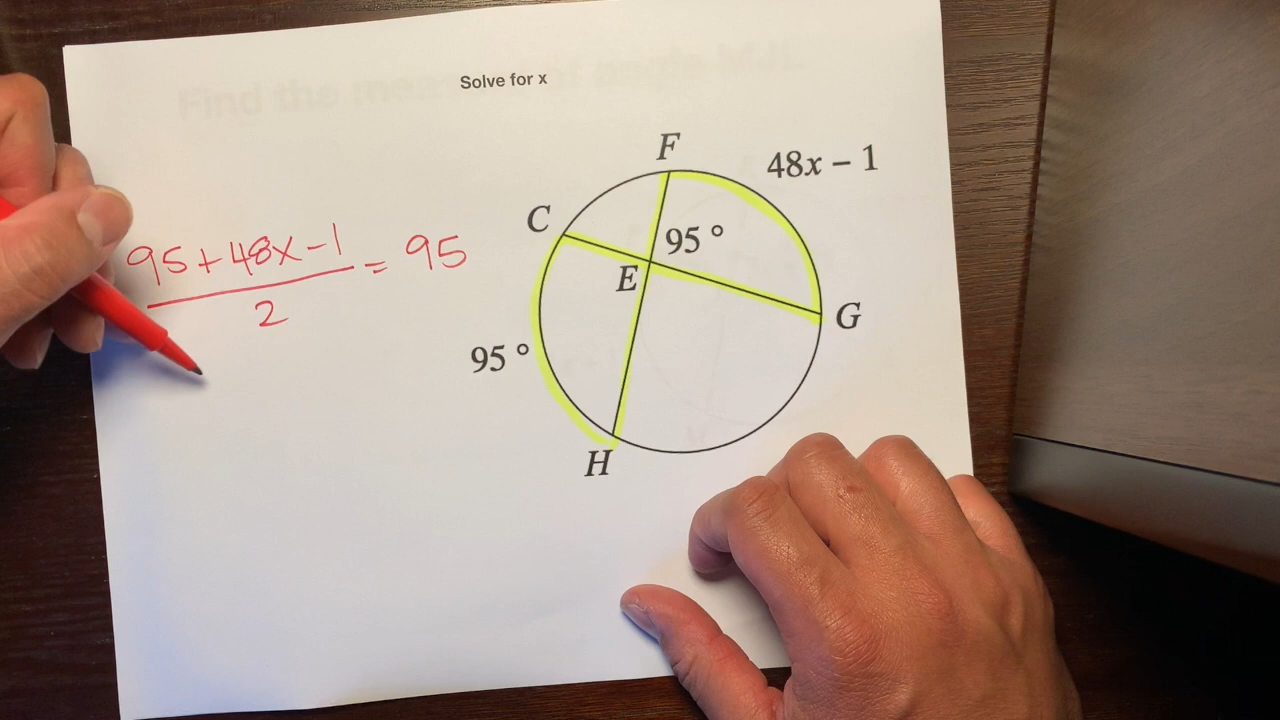 Solve for x
F
48x – 1
C
95 °
E
G
95 °
H
95+48x-1
2
= 95